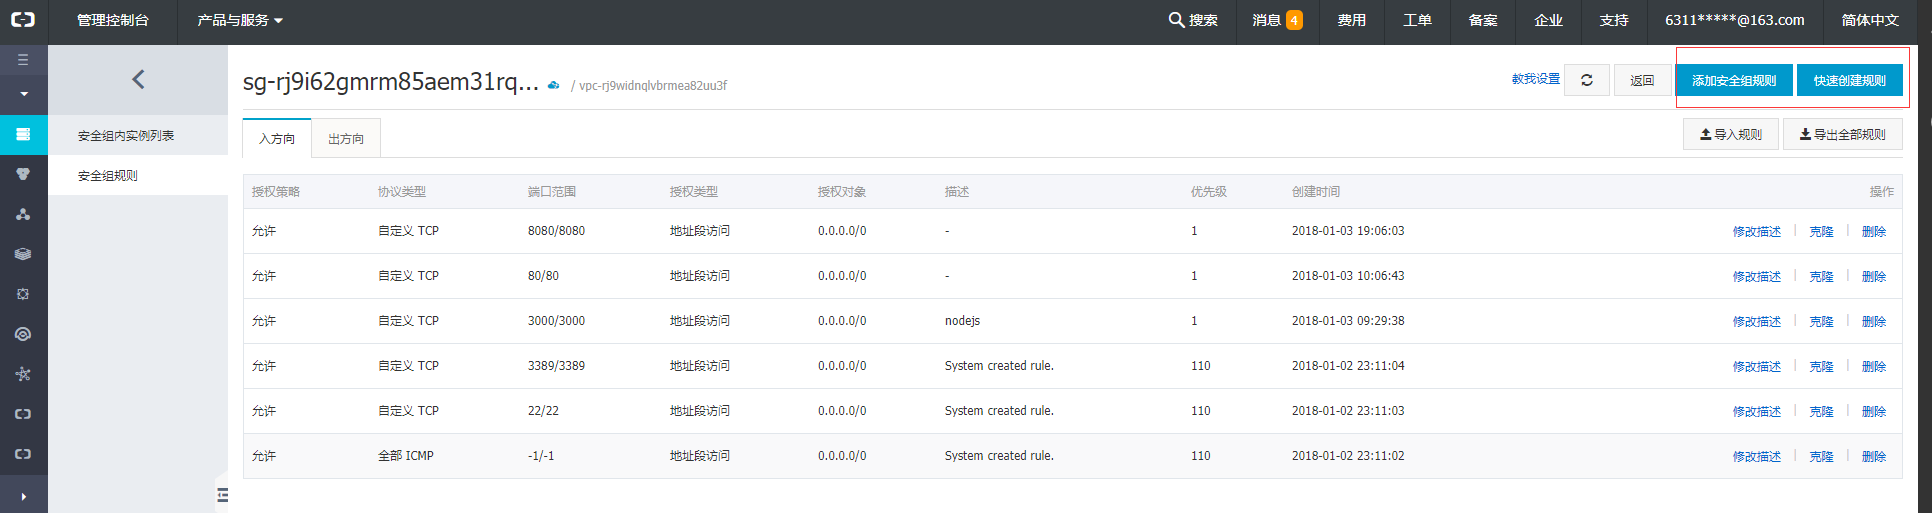 管理控制台 产品与服务 搜索 消息 4 费用 工单 备案 企业 支持 6311*****@163.com 简体中文
sg-rj9i62gmrm85aem31rq... / vpc-rj9widnqlvbrmea82uu3f 教我设置 返回 添加安全组规则 快速创建规则
安全组内实例列表
安全组规则
入方向 出方向 导入规则 导出全部规则
授权策略 协议类型 端口范围 授权类型 授权对象 描述 优先级 创建时间 操作
允许 自定义 TCP 8080/8080 地址段访问 0.0.0.0/0 - 1 2018-01-03 19:06:03 修改描述 克隆 删除
允许 自定义 TCP 80/80 地址段访问 0.0.0.0/0 - 1 2018-01-03 10:06:43 修改描述 克隆 删除
允许 自定义 TCP 3000/3000 地址段访问 0.0.0.0/0 nodejs 1 2018-01-03 09:29:38 修改描述 克隆 删除
允许 自定义 TCP 3389/3389 地址段访问 0.0.0.0/0 System created rule. 110 2018-01-02 23:11:04 修改描述 克隆 删除
允许 自定义 TCP 22/22 地址段访问 0.0.0.0/0 System created rule. 110 2018-01-02 23:11:03 修改描述 克隆 删除
允许 全部 ICMP -1/-1 地址段访问 0.0.0.0/0 System created rule. 110 2018-01-02 23:11:02 修改描述 克隆 删除